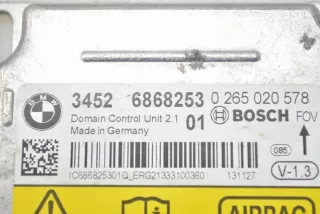 BMW
3452 6868253 0 265 020 578
Domain Control Unit 2.1 01 BOSCH FOV
Made in Germany
085
IC686825301Q_ERG21333100360 131127 V-1.3